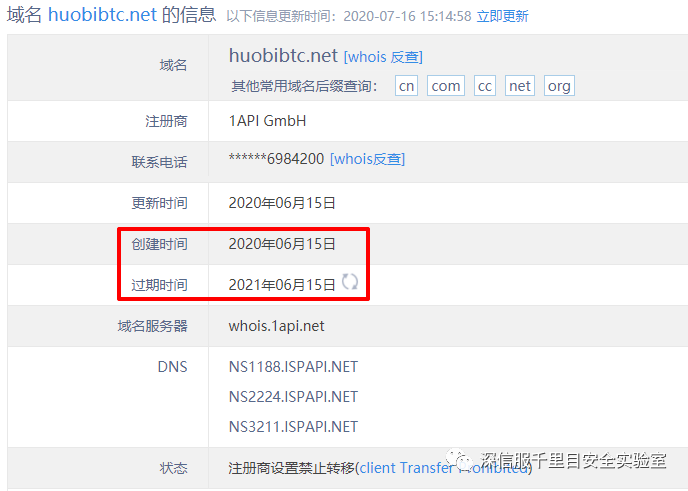 域名 huobibtc.net 的信息 以下信息更新时间：2020-07-16 15:14:58 立即更新
域名 huobibtc.net [whois 反查]
其他常用域名后缀查询： cn com cc net org
注册商 1API GmbH
联系电话 ******6984200 [whois反查]
更新时间 2020年06月15日
创建时间 2020年06月15日
过期时间 2021年06月15日
域名服务器 whois.1api.net
DNS NS1188.ISPAPI.NET
NS2224.ISPAPI.NET
NS3211.ISPAPI.NET
状态 注册商设置禁止转移(client Transfer Prohibited)
深信服千里目安全实验室